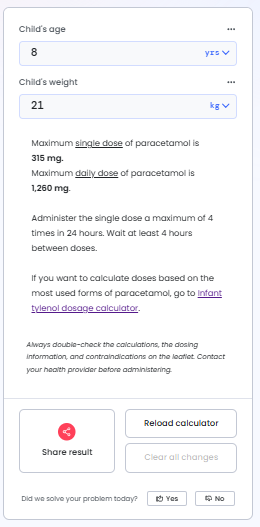 Child's age
8
yrs
Child's weight
21
kg
Maximum single dose of paracetamol is
315 mg.
Maximum daily dose of paracetamol is
1,260 mg.
Administer the single dose a maximum of 4
times in 24 hours. Wait at least 4 hours
between doses.
If you want to calculate doses based on the
most used forms of paracetamol, go to infant
tylenol dosage calculator.
Always double-check the calculations, the dosing
information, and contraindications on the leaflet. Contact
your health provider before administering.
Share result
Reload calculator
Clear all changes
Did we solve your problem today?
Yes
No